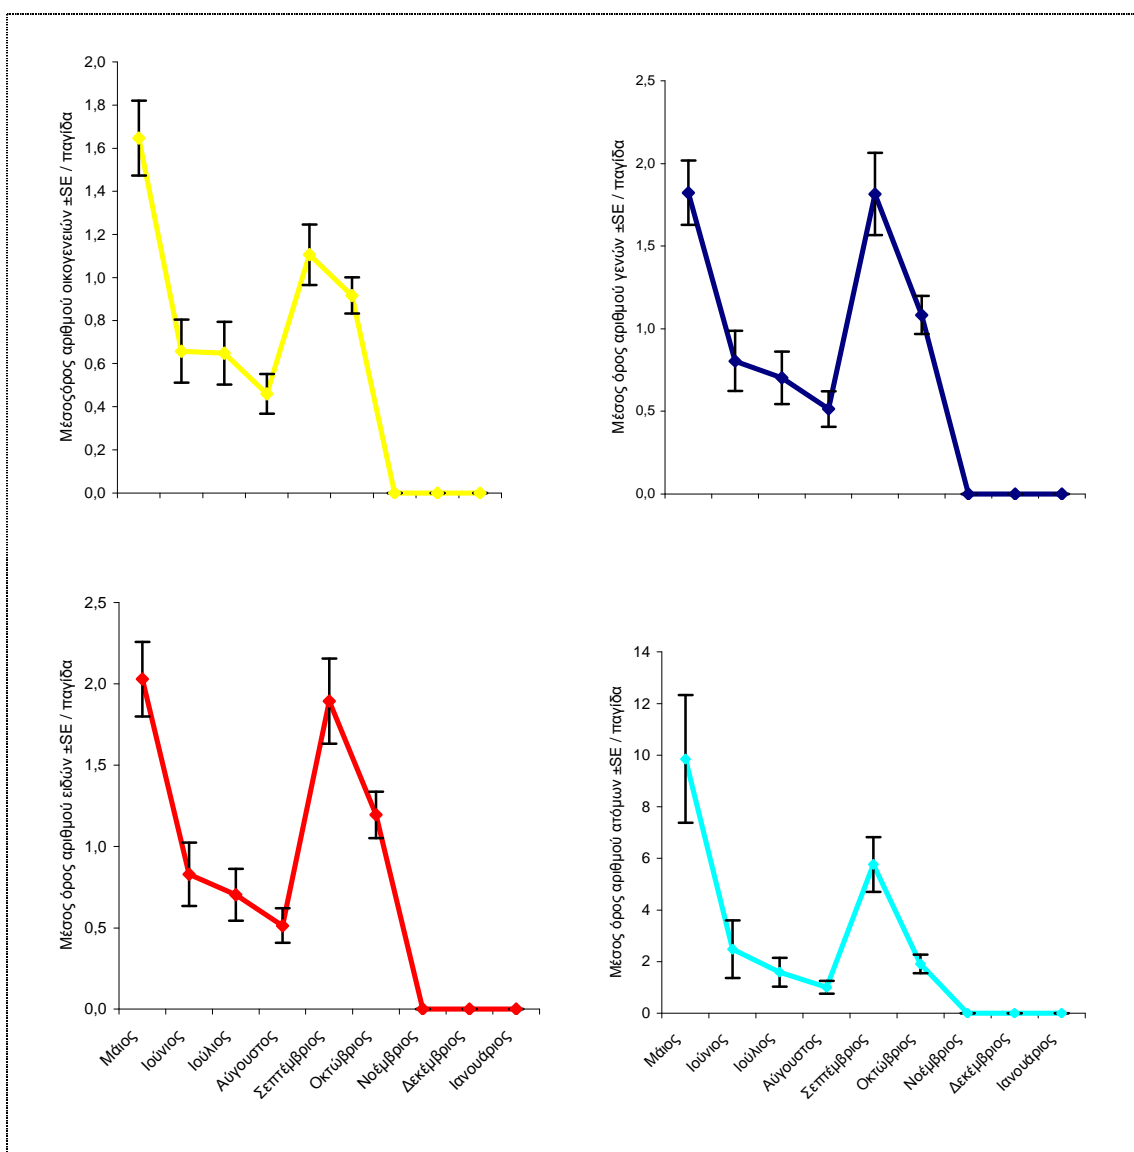 Μέσοςόρος αριθμού οικογενειών ±SE / παγίδα
2,0
1,8
1,6
1,4
1,2
1,0
0,8
0,6
0,4
0,2
0,0
Μέσος όρος αριθμού γενών ±SE / παγίδα
2,5
2,0
1,5
1,0
0,5
0,0
Μέσος όρος αριθμού ειδών ±SE / παγίδα
2,5
2,0
1,5
1,0
0,5
0,0
Μάιος
Ιούνιος
Ιούλιος
Αύγουστος
Σεπτέμβριος
Οκτώβριος
Νοέμβριος
Δεκέμβριος
Ιανουάριος
Μέσος όρος αριθμού ατόμων ±SE / παγίδα
14
12
10
8
6
4
2
0
Μάιος
Ιούνιος
Ιούλιος
Αύγουστος
Σεπτέμβριος
Οκτώβριος
Νοέμβριος
Δεκέμβριος
Ιανουάριος